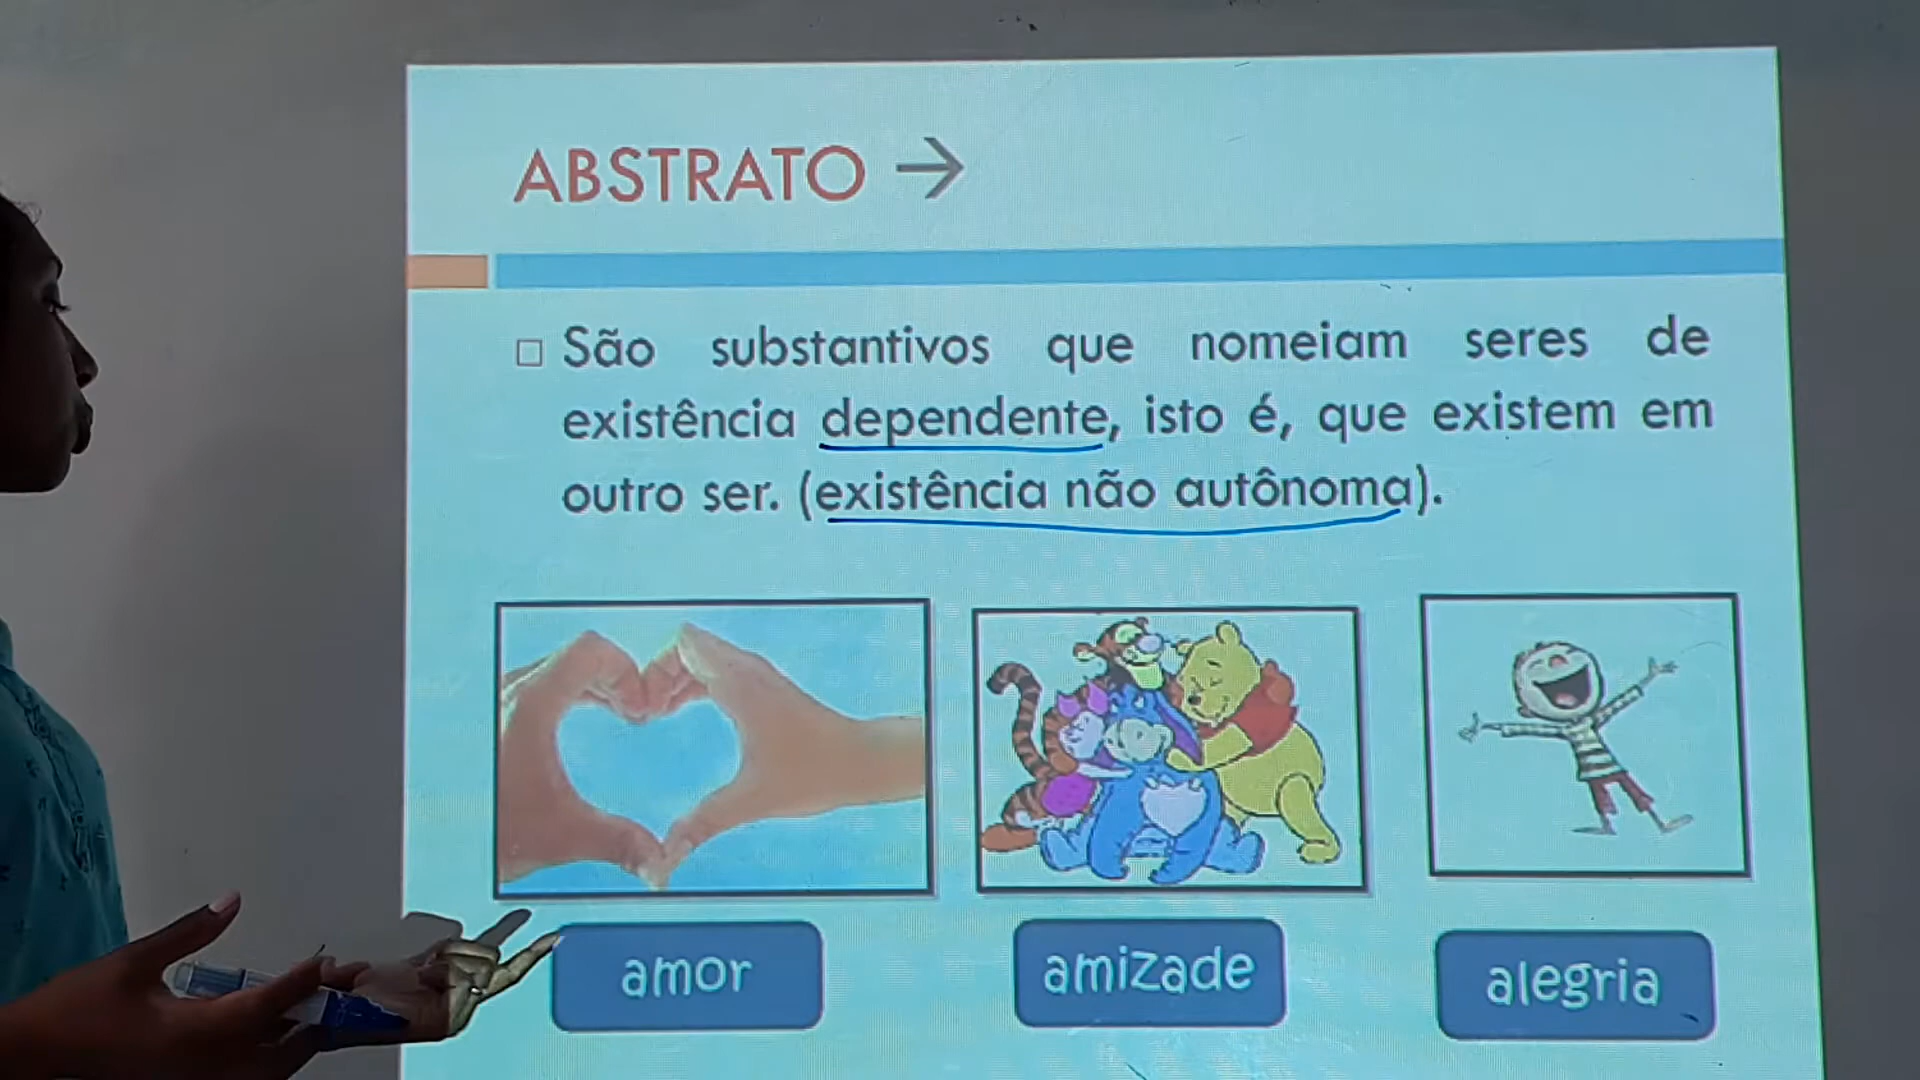 ABSTRATO →
□ São substantivos que nomeiam seres de
existência dependente, isto é, que existem em
outro ser. (existência não autônoma).
amor
amizade
alegria